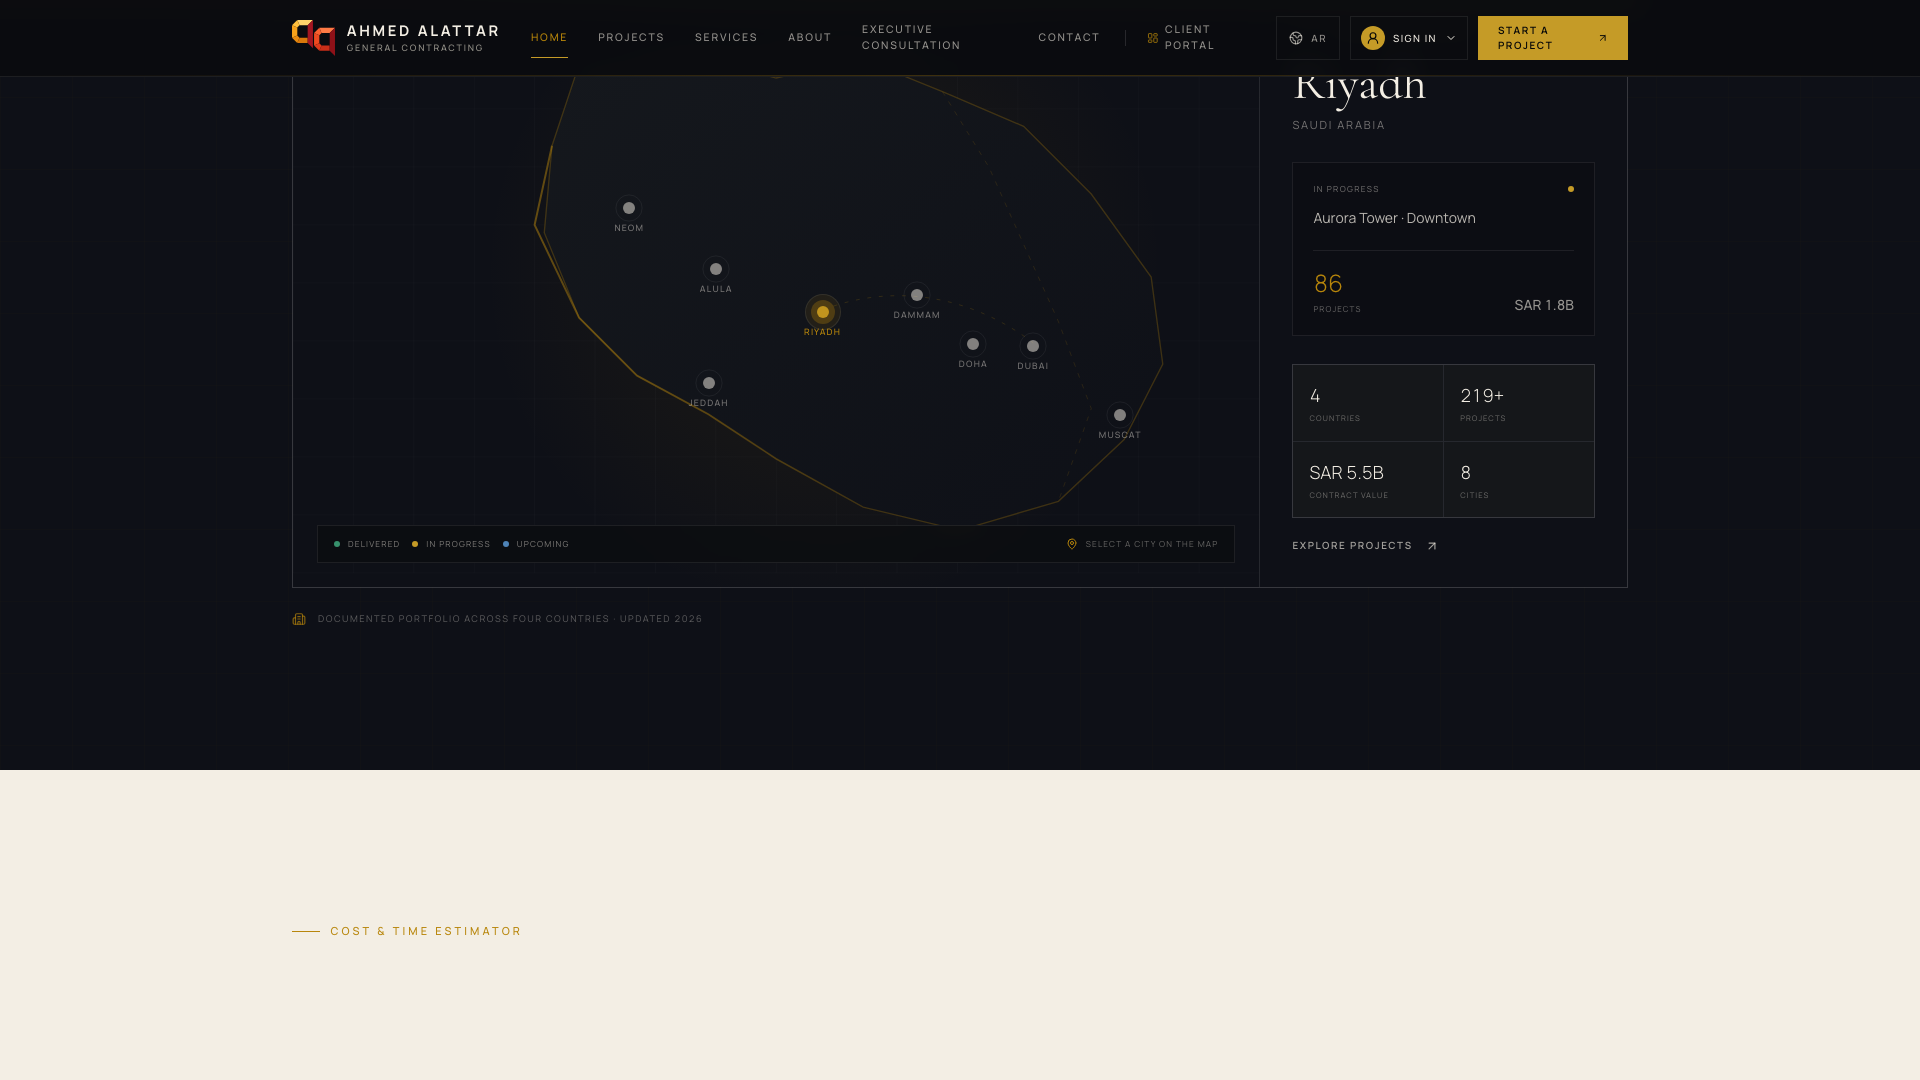 AHMED ALATTAR
GENERAL CONTRACTING
HOME
PROJECTS
SERVICES
ABOUT
EXECUTIVE
CONSULTATION
CONTACT
CLIENT
PORTAL
AR
SIGN IN
START A
PROJECT
NEOM
ALULA
RIYADH
DAMMAM
DOHA
DUBAI
JEDDAH
MUSCAT
DELIVERED
IN PROGRESS
UPCOMING
SELECT A CITY ON THE MAP
Riyadh
SAUDI ARABIA
IN PROGRESS
Aurora Tower · Downtown
86
PROJECTS
SAR 1.8B
4
COUNTRIES
219+
PROJECTS
SAR 5.5B
CONTRACT VALUE
8
CITIES
EXPLORE PROJECTS
DOCUMENTED PORTFOLIO ACROSS FOUR COUNTRIES · UPDATED 2026
COST & TIME ESTIMATOR